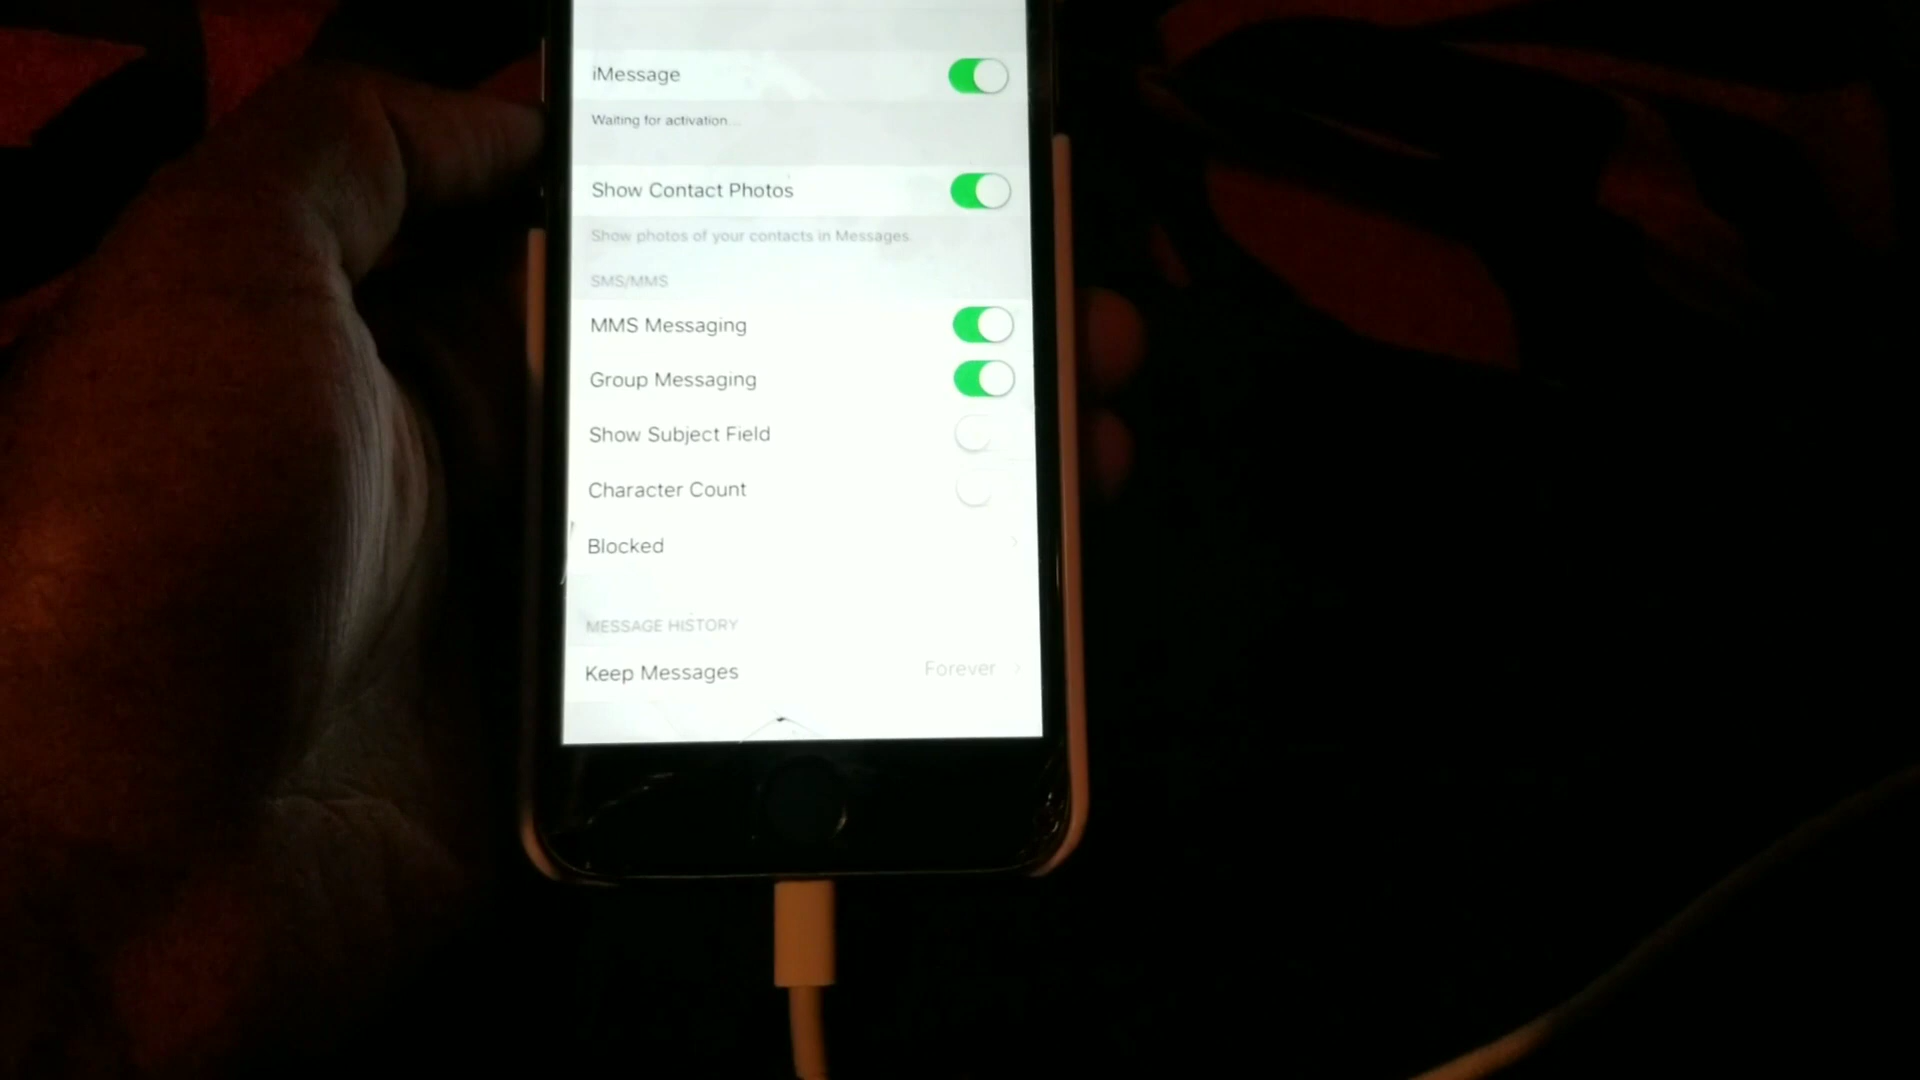 iMessage
Waiting for activation...
Show Contact Photos
Show photos of your contacts in Messages.
SMS/MMS
MMS Messaging
Group Messaging
Show Subject Field
Character Count
Blocked
MESSAGE HISTORY
Keep Messages Forever